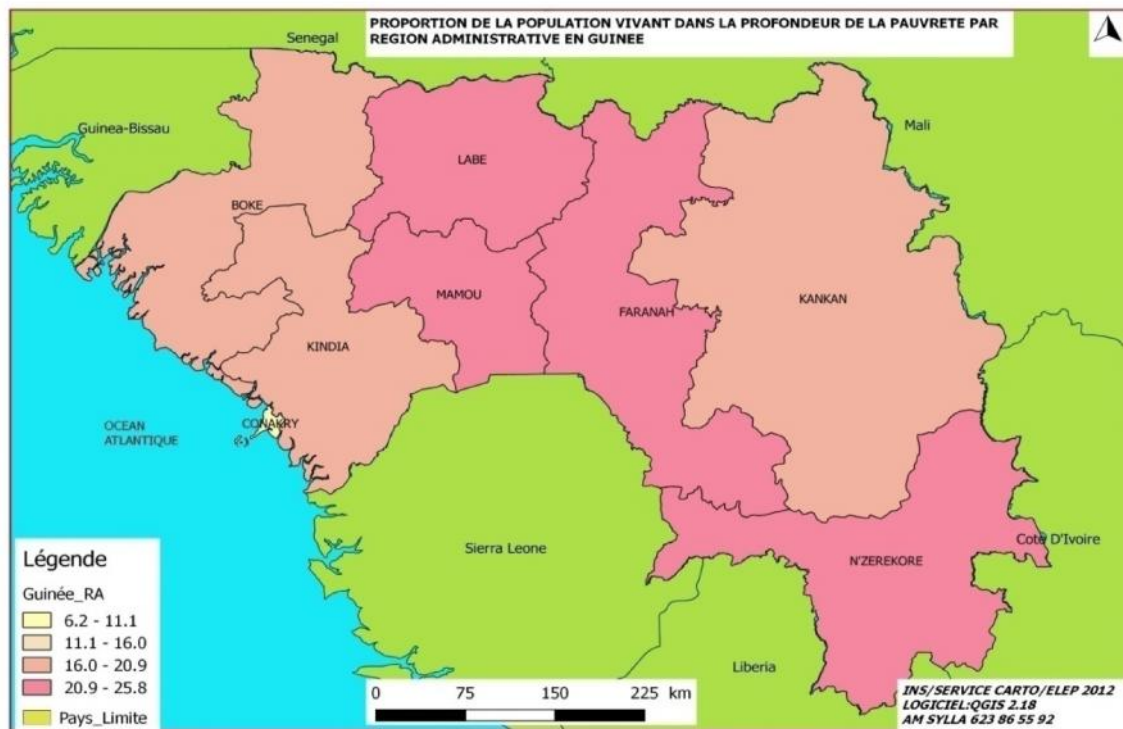 PROPORTION DE LA POPULATION VIVANT DANS LA PROFONDEUR DE LA PAUVRETE PAR
REGION ADMINISTRATIVE EN GUINEE
Senegal
Guinea-Bissau
Mali
LABE
BOKE
MAMOU
KANKAN
FARANAH
KINDIA
CONAKRY
OCEAN
ATLANTIQUE
Sierra Leone
Cote D'Ivoire
N'ZEREKORE
Liberia
Légende
Guinée_RA
6.2 - 11.1
11.1 - 16.0
16.0 - 20.9
20.9 - 25.8
Pays_Limite
0 75 150 225 km
INS/SERVICE CARTO/ELEP 2012
LOGICIEL:QGIS 2.18
AM SYLLA 623 86 55 92